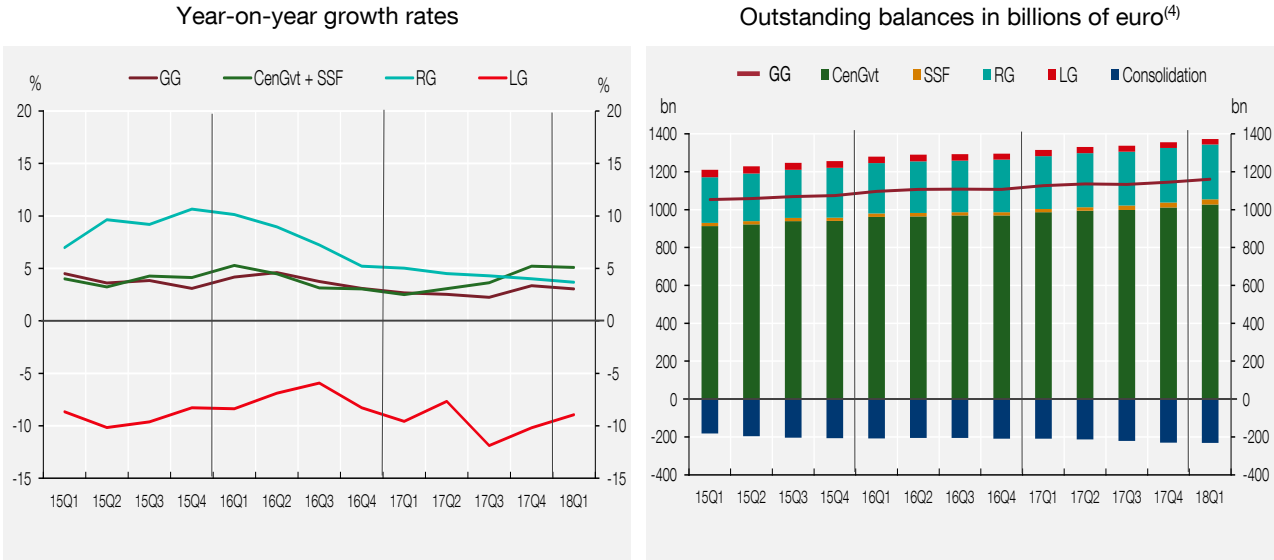 Year-on-year growth rates
% GG CenGvt + SSF RG LG %
20 20
15 15
10 10
5 5
0 0
-5 -5
-10 -10
-15 -15
15Q1 15Q2 15Q3 15Q4 16Q1 16Q2 16Q3 16Q4 17Q1 17Q2 17Q3 17Q4 18Q1
Outstanding balances in billions of euro(4)
GG CenGvt SSF RG LG Consolidation
bn bn
1400 1400
1200 1200
1000 1000
800 800
600 600
400 400
200 200
0 0
-200 -200
-400 -400
15Q1 15Q2 15Q3 15Q4 16Q1 16Q2 16Q3 16Q4 17Q1 17Q2 17Q3 17Q4 18Q1